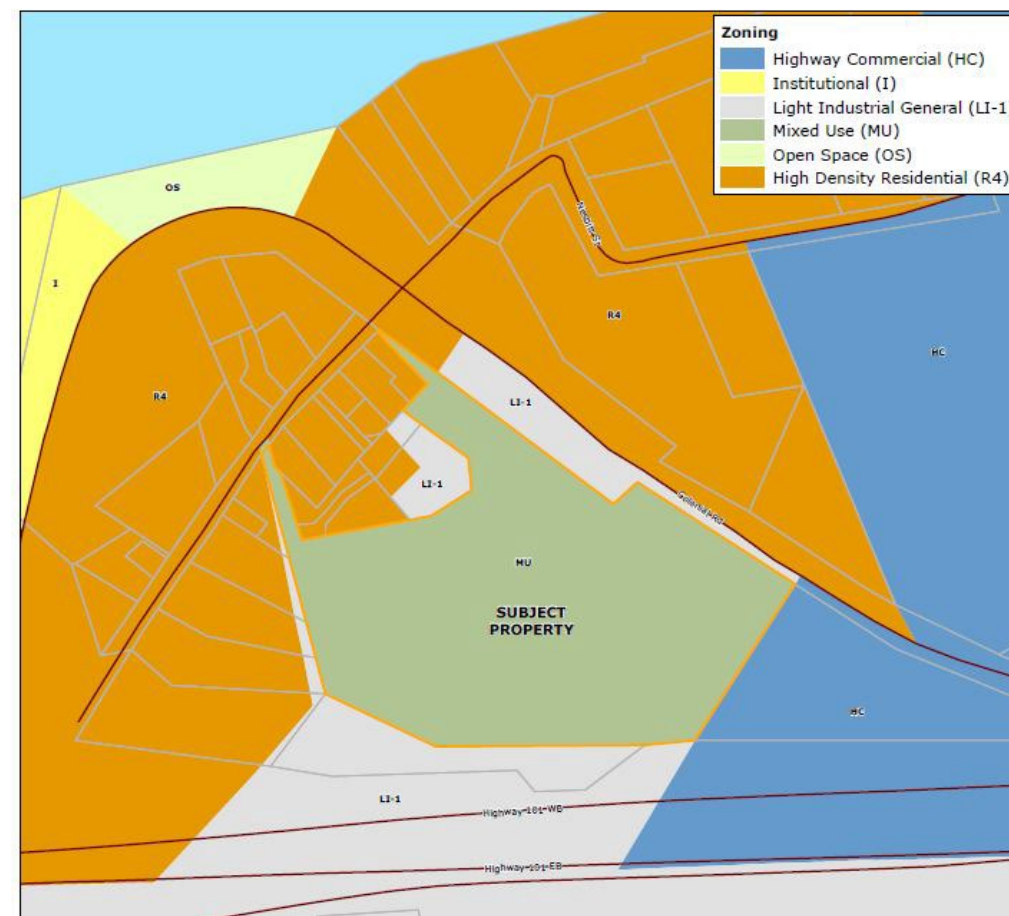 Zoning
Highway Commercial (HC)
Institutional (I)
Light Industrial General (LI-1
Mixed Use (MU)
Open Space (OS)
High Density Residential (R4)
OS
I
R4
R4
HC
LI-1
LI-1
MU
SUBJECT
PROPERTY
HC
LI-1
Highway 101 WB
Highway 101 EB
Colonial Rd